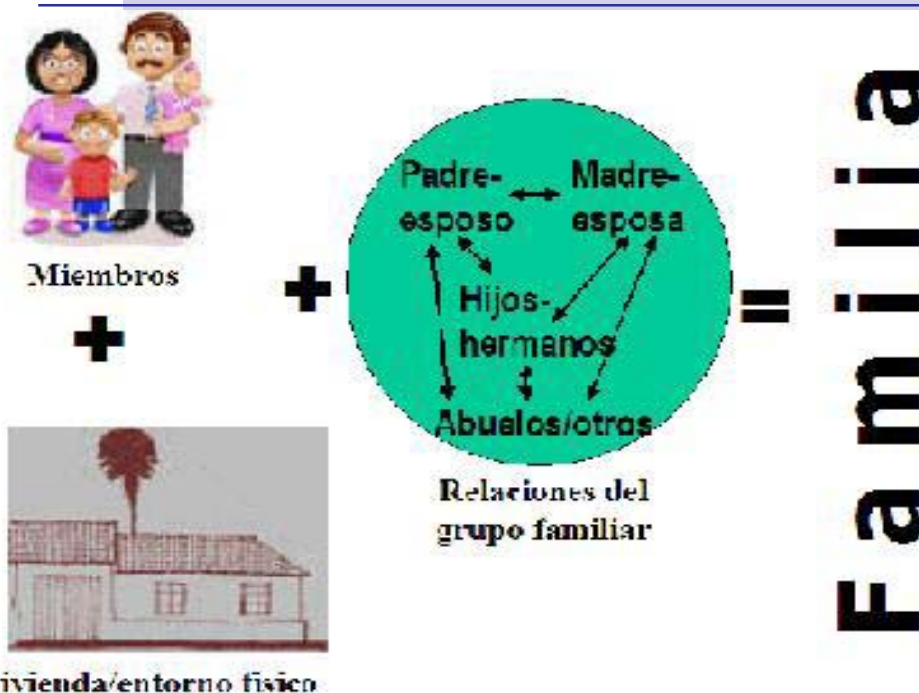 Miembros
+
ivienda/entorno físico
+
Padre-
esposo
Madre-
esposa
Hijos-
hermanos
Abuelos/otros
Relaciones del
grupo familiar
=
Familia